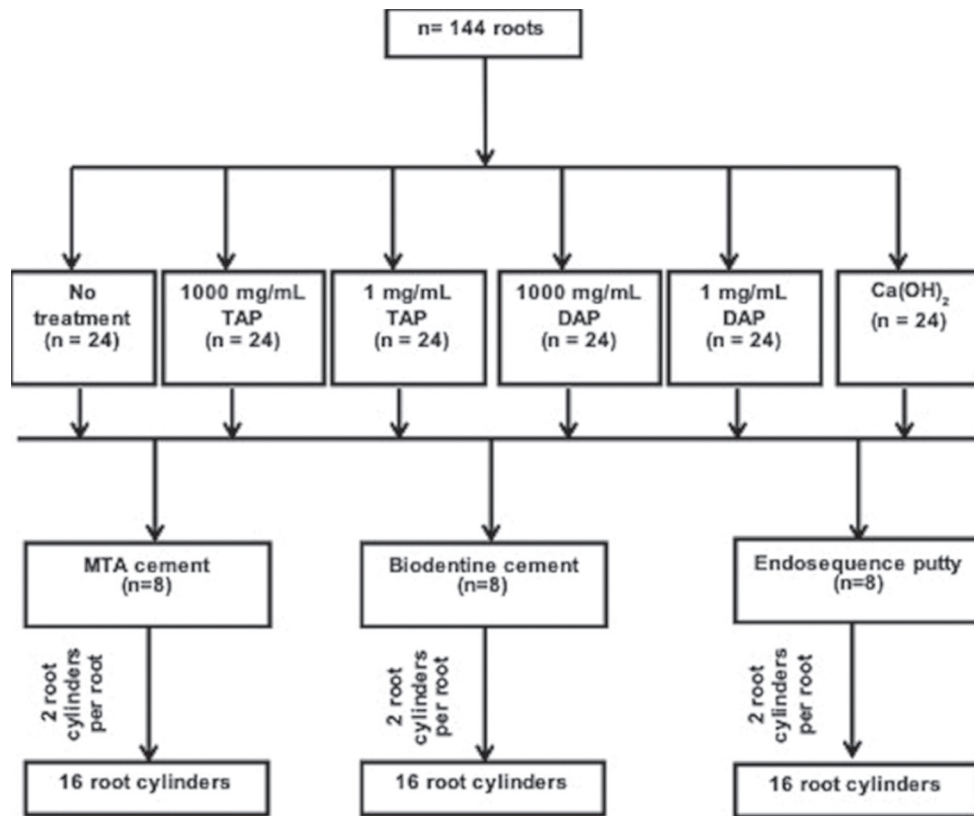 n= 144 roots
No
treatment
(n = 24)
1000 mg/mL
TAP
(n = 24)
1 mg/mL
TAP
(n = 24)
1000 mg/mL
DAP
(n = 24)
1 mg/mL
DAP
(n = 24)
Ca(OH)2
(n = 24)
MTA cement
(n=8)
Biodentine cement
(n=8)
Endosequence putty
(n=8)
2 root
cylinders
per root
2 root
cylinders
per root
2 root
cylinders
per root
16 root cylinders
16 root cylinders
16 root cylinders